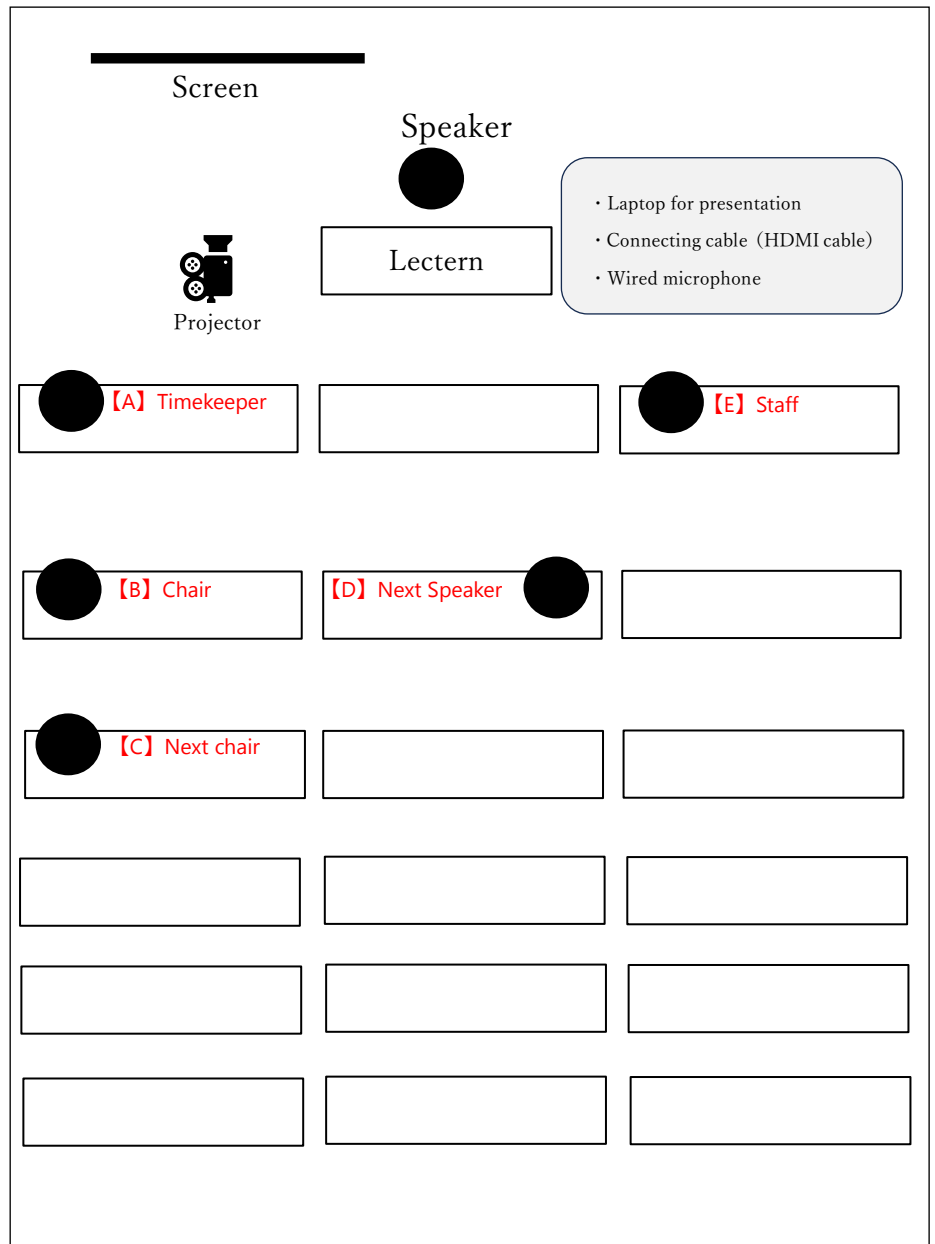 Screen
Speaker
Lectern
・Laptop for presentation
・Connecting cable（HDMI cable）
・Wired microphone
Projector
【A】Timekeeper
【E】Staff
【B】Chair
【D】Next Speaker
【C】Next chair